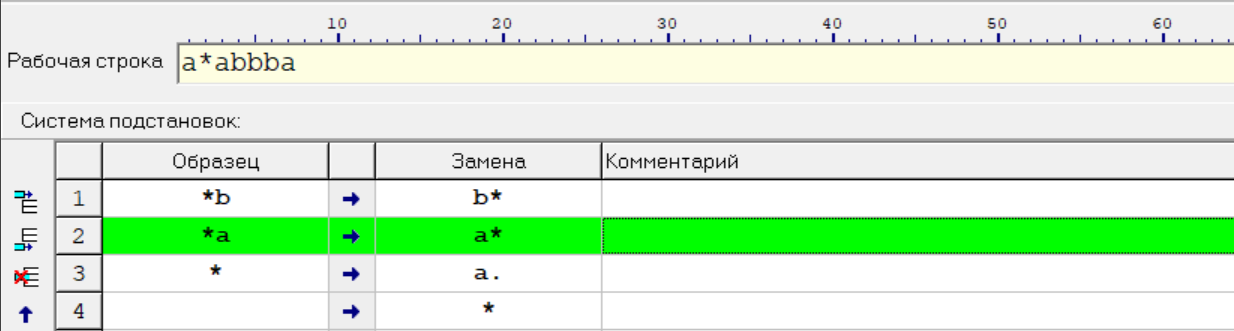 10 20 30 40 50 60
Рабочая строка a*abbba
Система подстановок:
Образец Замена Комментарий
1 *b → b*
2 *a → a*
3 * → a.
4 → *